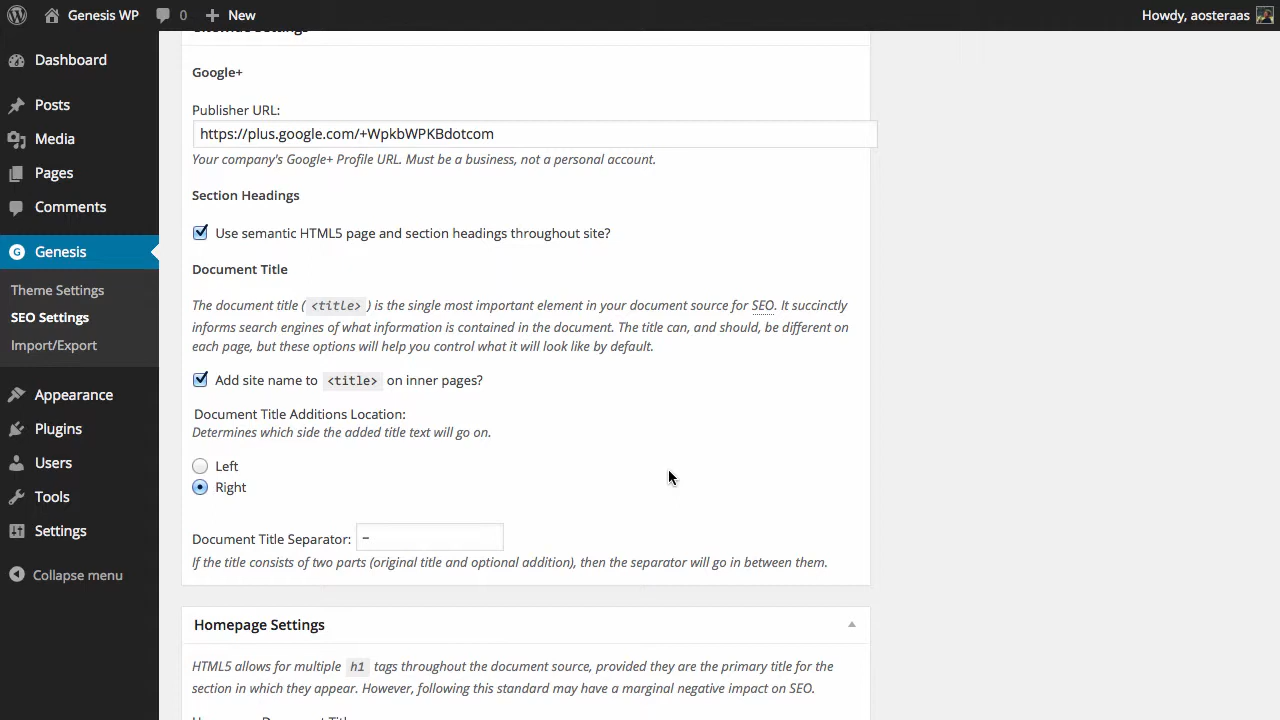 Genesis WP
0
New
Howdy, aosteraas
Dashboard
Posts
Media
Pages
Comments
Genesis
Theme Settings
SEO Settings
Import/Export
Appearance
Plugins
Users
Tools
Settings
Collapse menu
Sitewide Settings
Google+
Publisher URL:
https://plus.google.com/+WpkbWPKBdotcom
Your company's Google+ Profile URL. Must be a business, not a personal account.
Section Headings
Use semantic HTML5 page and section headings throughout site?
Document Title
The document title ( <title> ) is the single most important element in your document source for SEO. It succinctly
informs search engines of what information is contained in the document. The title can, and should, be different on
each page, but these options will help you control what it will look like by default.
Add site name to <title> on inner pages?
Document Title Additions Location:
Determines which side the added title text will go on.
Left
Right
Document Title Separator: –
If the title consists of two parts (original title and optional addition), then the separator will go in between them.
Homepage Settings
HTML5 allows for multiple h1 tags throughout the document source, provided they are the primary title for the
section in which they appear. However, following this standard may have a marginal negative impact on SEO.